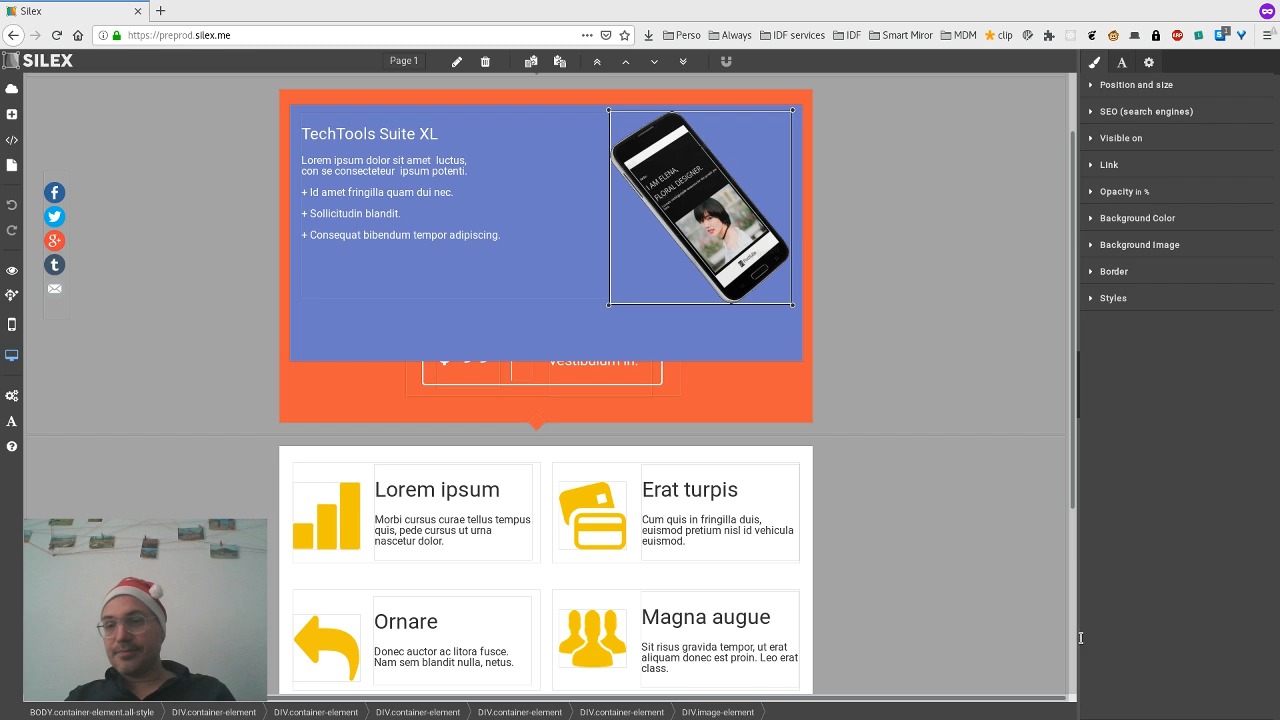 Silex
https://preprod.silex.me
Perso
Always
IDF services
IDF
Smart Miror
MDM
clip
SILEX
Page 1
Position and size
SEO (search engines)
Visible on
Link
Opacity in %
Background Color
Background Image
Border
Styles
TechTools Suite XL
Lorem ipsum dolor sit amet luctus,
con se consecteteur ipsum potenti.
+ Id amet fringilla quam dui nec.
+ Sollicitudin blandit.
+ Consequat bibendum tempor adipiscing.
I AM ELENA,
FLORAL DESIGNER.
vestibulum in.
Lorem ipsum
Morbi cursus curae tellus tempus
quis, pede cursus ut urna
nascetur dolor.
Erat turpis
Cum quis in fringilla duis,
euismod pretium nisl id vehicula
euismod.
Ornare
Donec auctor ac litora fusce.
Nam sem blandit nulla, netus.
Magna augue
Sit risus gravida tempor, ut erat
aliquam donec est proin. Leo erat
class.
BODY.container-element.all-style
DIV.container-element
DIV.container-element
DIV.container-element
DIV.container-element
DIV.container-element
DIV.image-element